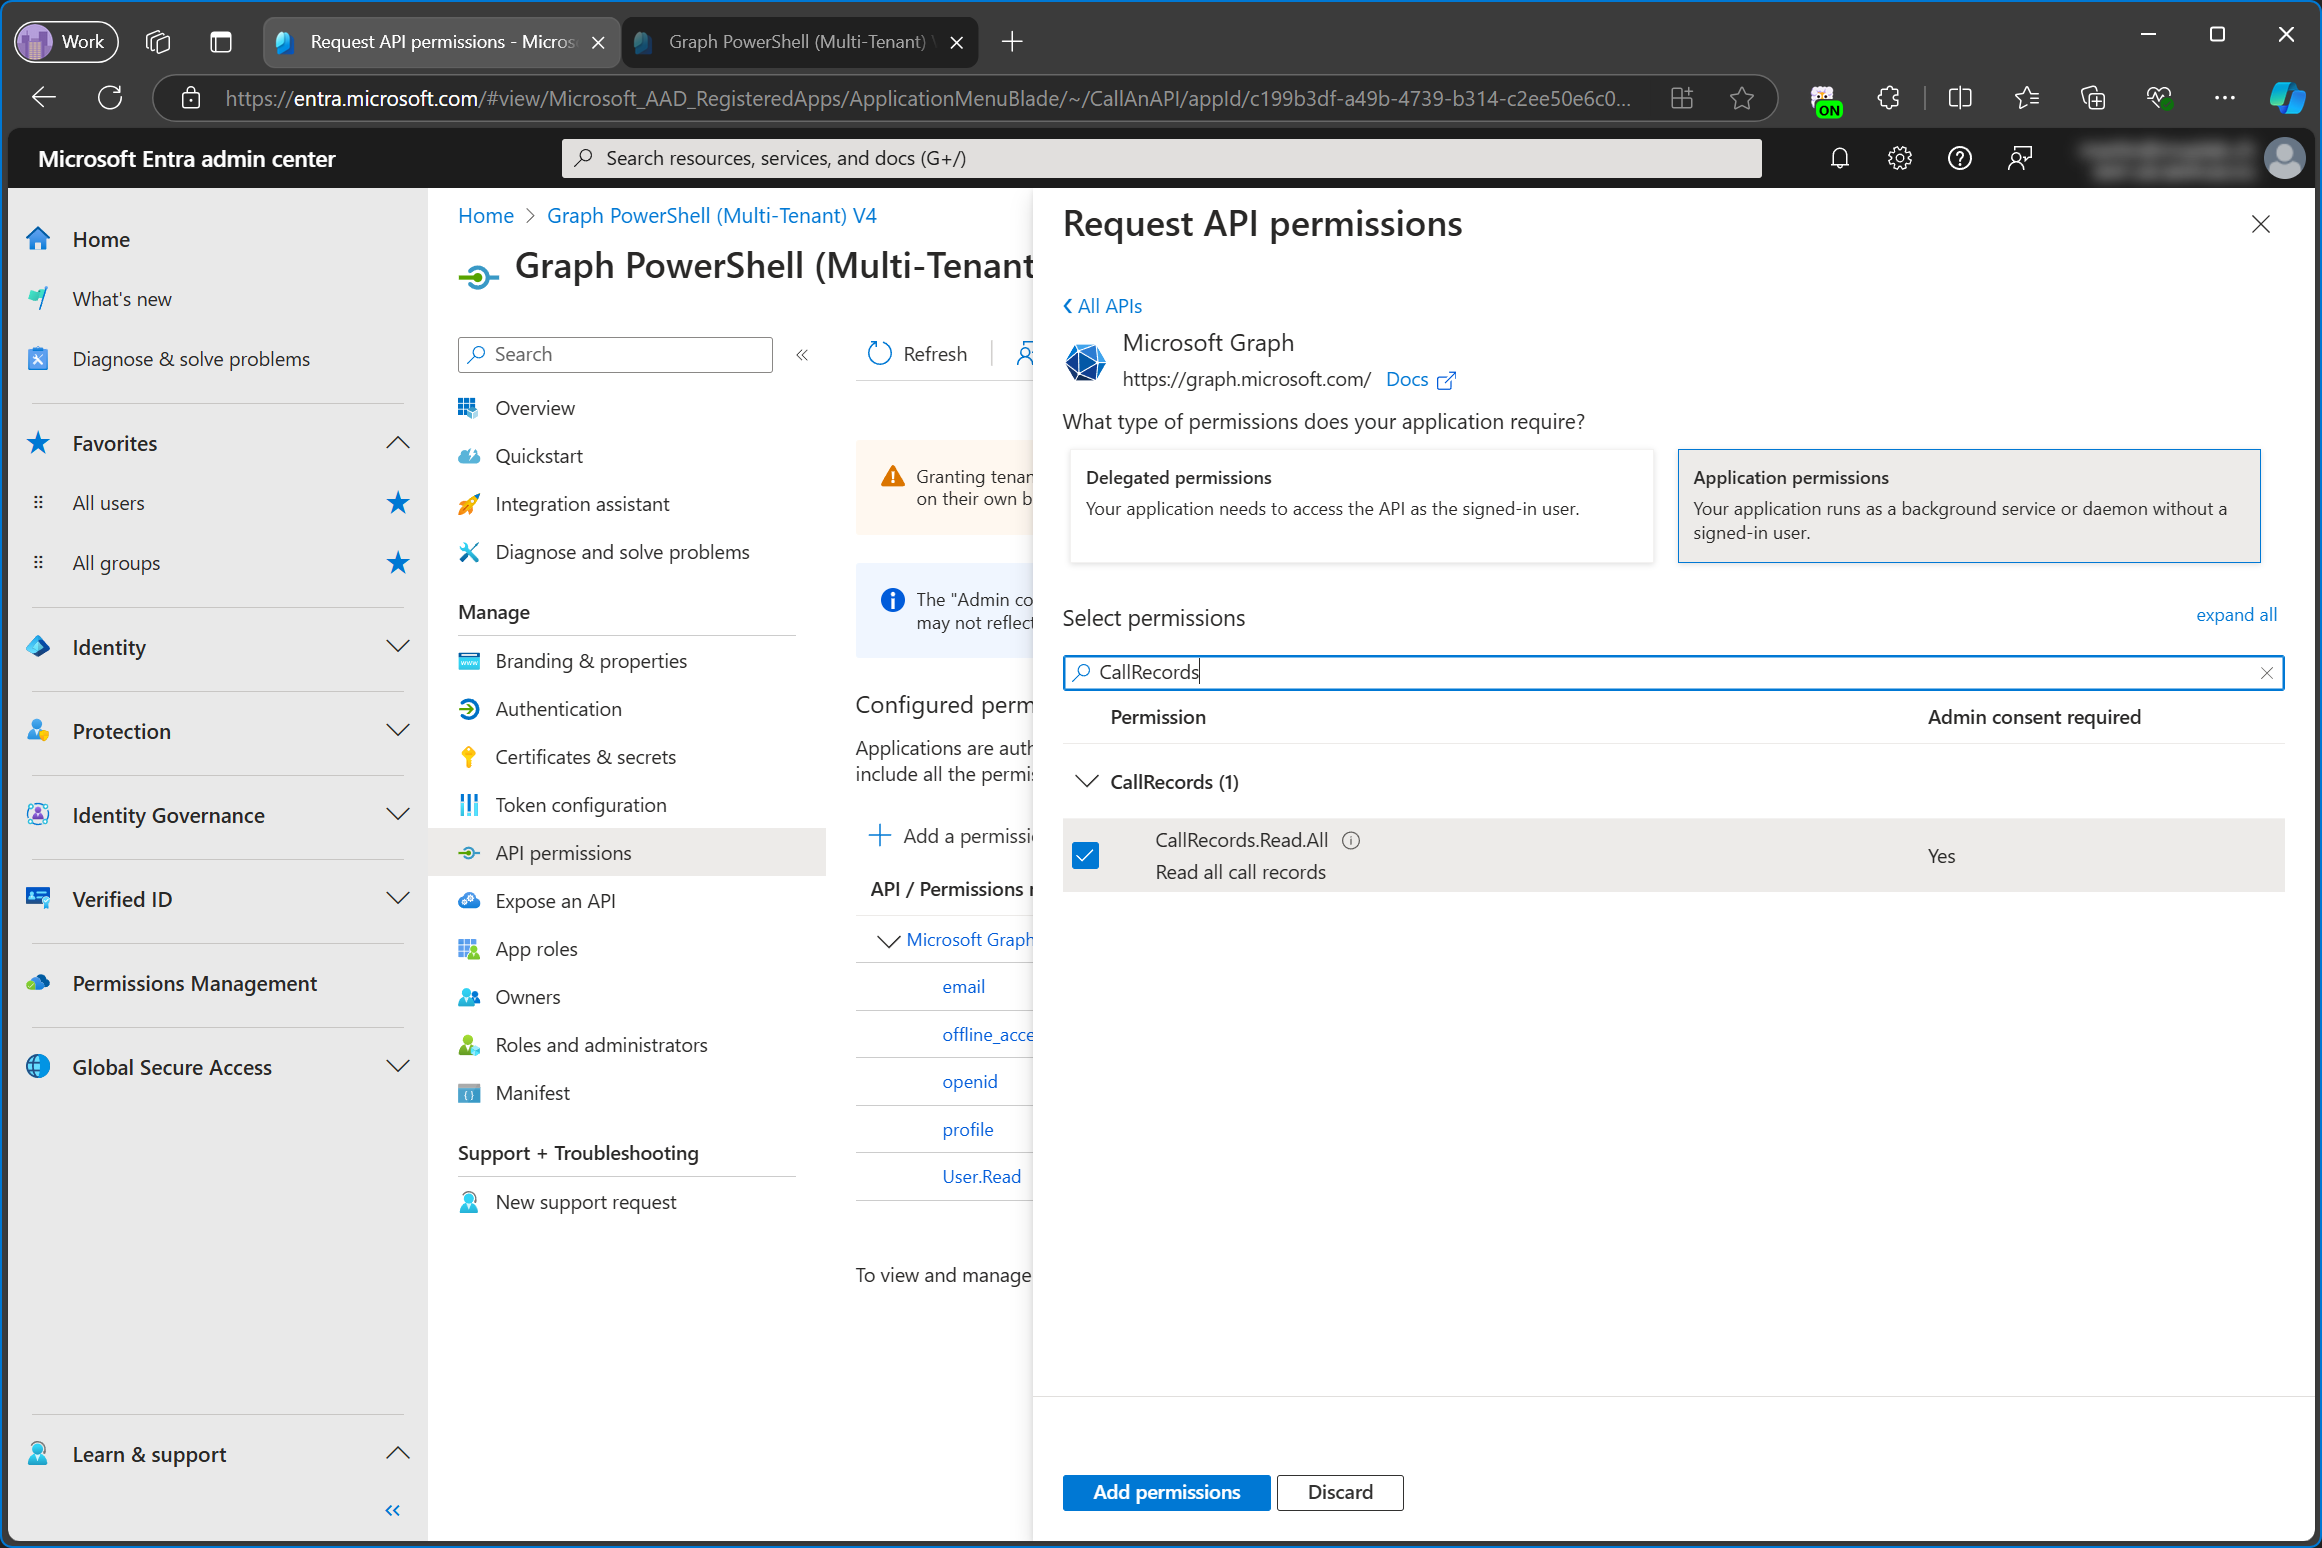 Work
Request API permissions - Micros
Graph PowerShell (Multi-Tenant) V
https://entra.microsoft.com/#view/Microsoft_AAD_RegisteredApps/ApplicationMenuBlade/~/CallAnAPI/appId/c199b3df-a49b-4739-b314-c2ee50e6c0...
ON
Microsoft Entra admin center
Search resources, services, and docs (G+/)
Home
What's new
Diagnose & solve problems
Favorites
All users
All groups
Identity
Protection
Identity Governance
Verified ID
Permissions Management
Global Secure Access
Learn & support
Home > Graph PowerShell (Multi-Tenant) V4
Graph PowerShell (Multi-Tenant
Search
Overview
Quickstart
Integration assistant
Diagnose and solve problems
Manage
Branding & properties
Authentication
Certificates & secrets
Token configuration
API permissions
Expose an API
App roles
Owners
Roles and administrators
Manifest
Support + Troubleshooting
New support request
Refresh
Granting tenan
on their own b
The "Admin co
may not reflect
Configured perm
Applications are auth
include all the permis
Add a permissi
API / Permissions n
Microsoft Graph
email
offline_acce
openid
profile
User.Read
To view and manage
Request API permissions
All APIs
Microsoft Graph
https://graph.microsoft.com/ Docs
What type of permissions does your application require?
Delegated permissions
Your application needs to access the API as the signed-in user.
Application permissions
Your application runs as a background service or daemon without a
signed-in user.
Select permissions
expand all
CallRecords
Permission
Admin consent required
CallRecords (1)
CallRecords.Read.All
Read all call records
Yes
Add permissions
Discard